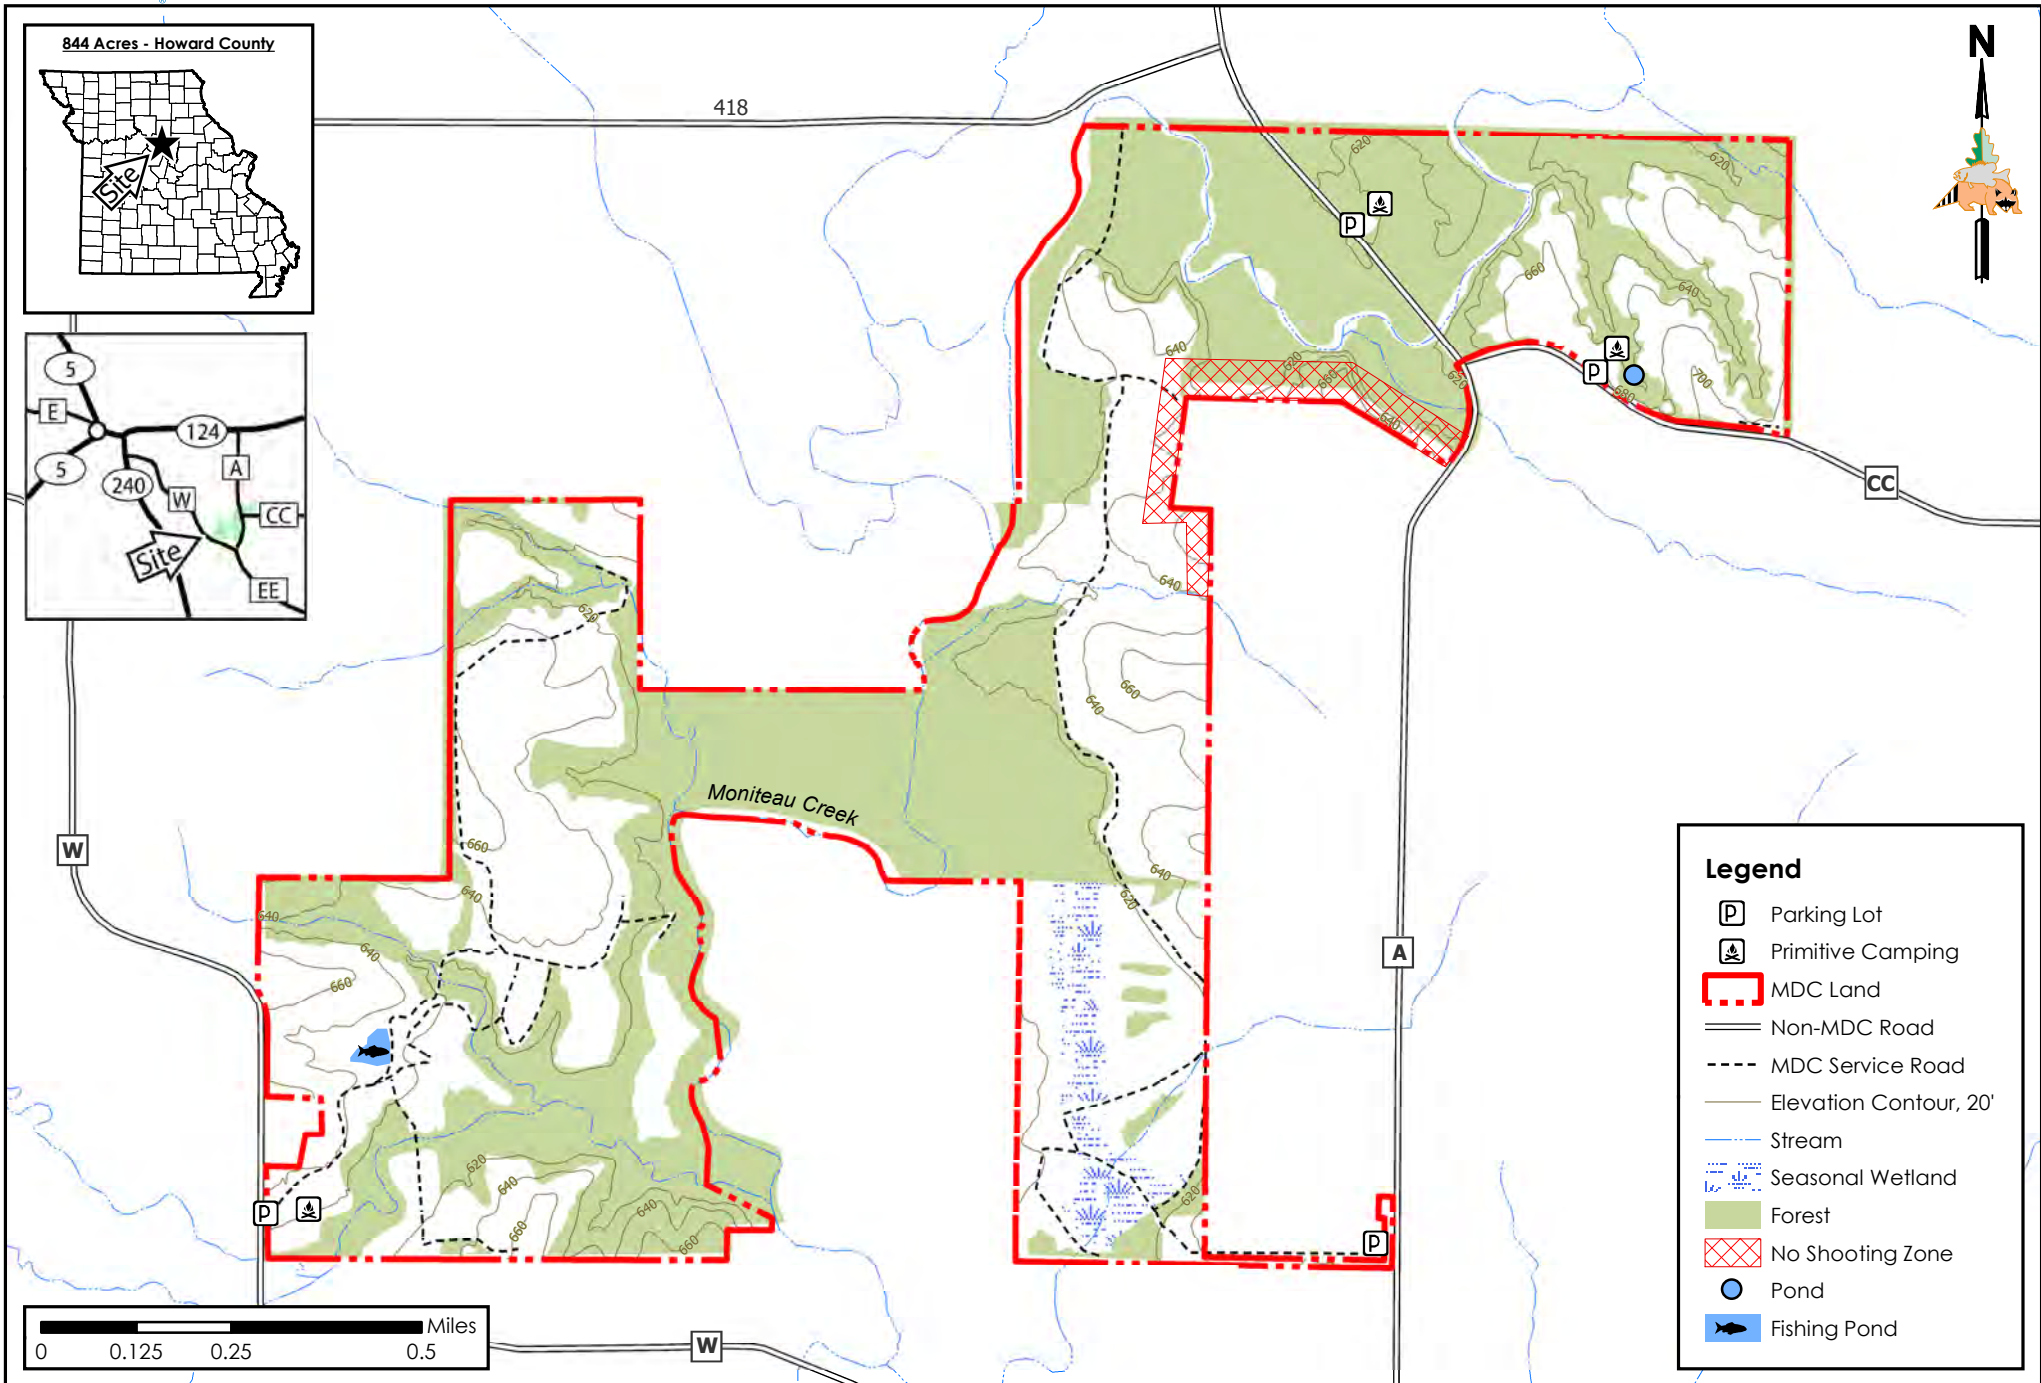 844 Acres - Howard County
Site
N
418
5
E
124
5
A
240
W
CC
Site
EE
620
620
P
660
640
640
620
660
620
700
P
680
640
CC
640
620
660
640
Moniteau Creek
W
660
640
640
620
640
A
640
660
620
640
640
660
660
620
P
P
W
Miles
0 0.125 0.25 0.5
Legend
P Parking Lot
Primitive Camping
MDC Land
Non-MDC Road
MDC Service Road
Elevation Contour, 20'
Stream
Seasonal Wetland
Forest
No Shooting Zone
Pond
Fishing Pond